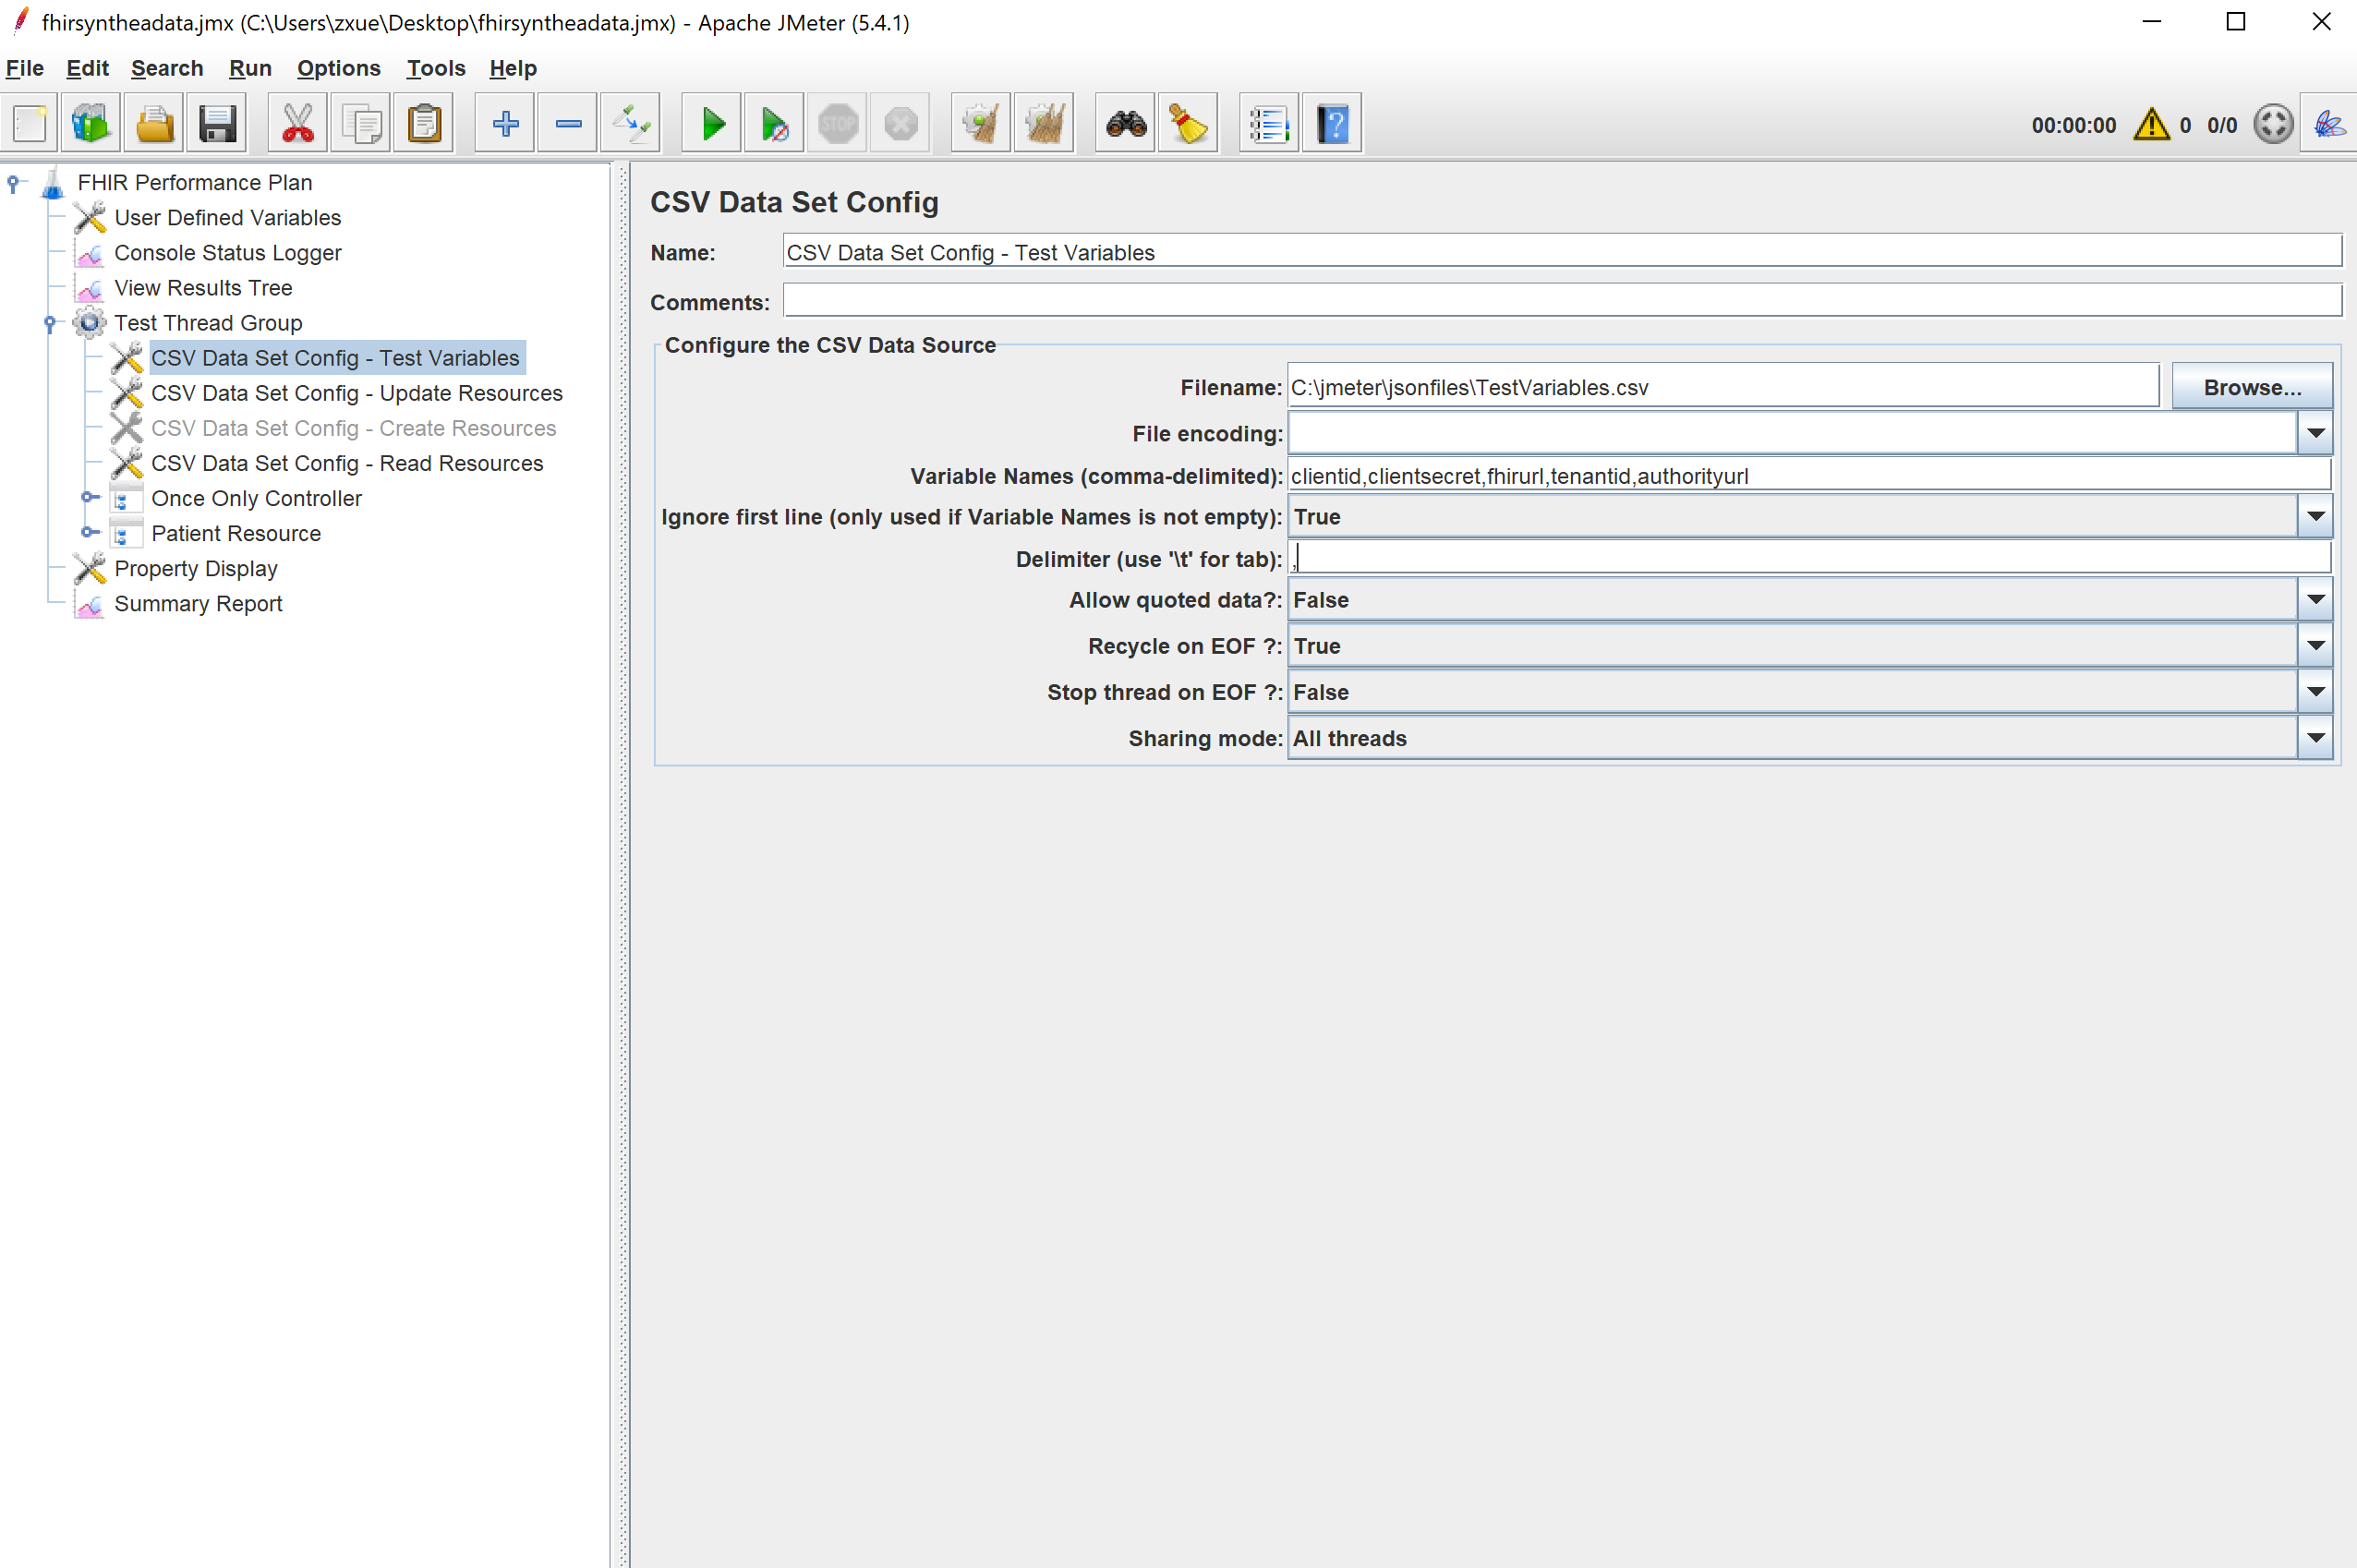 fhirsyntheadata.jmx (C:\Users\zxue\Desktop\fhirsyntheadata.jmx) - Apache JMeter (5.4.1)
File Edit Search Run Options Tools Help
STOP
00:00:00 0 0/0
FHIR Performance Plan
User Defined Variables
Console Status Logger
View Results Tree
Test Thread Group
CSV Data Set Config - Test Variables
CSV Data Set Config - Update Resources
CSV Data Set Config - Create Resources
CSV Data Set Config - Read Resources
Once Only Controller
Patient Resource
Property Display
Summary Report
CSV Data Set Config
Name: CSV Data Set Config - Test Variables
Comments:
Configure the CSV Data Source
Filename: C:\jmeter\jsonfiles\TestVariables.csv Browse...
File encoding:
Variable Names (comma-delimited): clientid,clientsecret,fhirurl,tenantid,authorityurl
Ignore first line (only used if Variable Names is not empty): True
Delimiter (use '\t' for tab): ,
Allow quoted data?: False
Recycle on EOF ?: True
Stop thread on EOF ?: False
Sharing mode: All threads